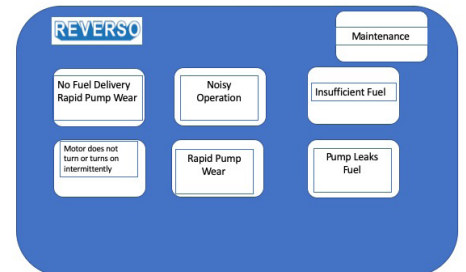 REVERSO
Maintenance
No Fuel Delivery
Rapid Pump Wear
Noisy
Operation
Insufficient Fuel
Motor does not
turn or turns on
intermittently
Rapid Pump
Wear
Pump Leaks
Fuel